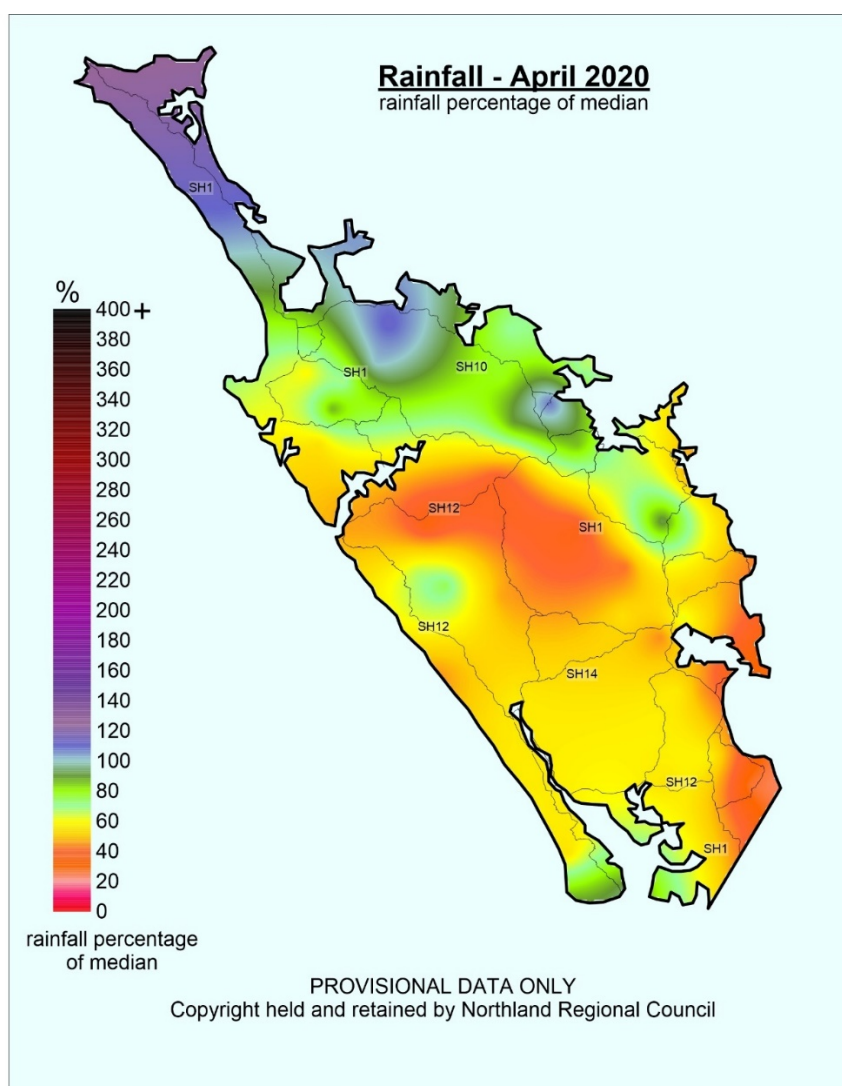 Rainfall - April 2020
rainfall percentage of median
SH1
%
400 +
380
360
340
320
300
280
260
240
220
200
180
160
140
120
100
80
60
40
20
0
rainfall percentage
of median
SH1
SH10
SH12
SH1
SH12
SH14
SH12
SH1
PROVISIONAL DATA ONLY
Copyright held and retained by Northland Regional Council